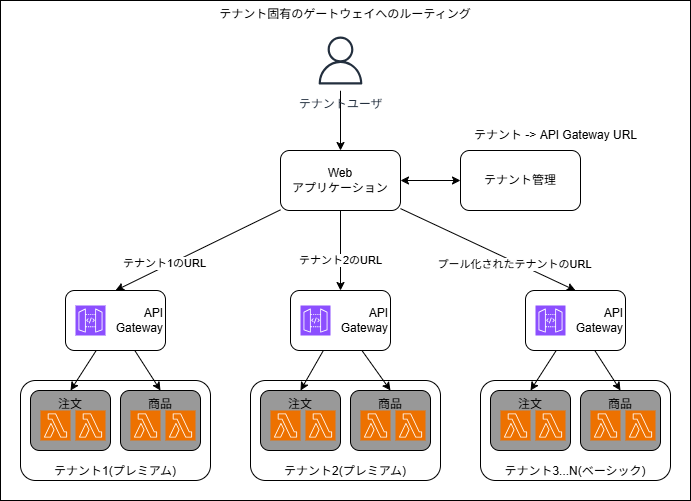 テナント固有のゲートウェイへのルーティング
テナントユーザ
テナント -> API Gateway URL
Web
アプリケーション
テナント管理
テナント1のURL
テナント2のURL
プール化されたテナントのURL
API
Gateway
API
Gateway
API
Gateway
注文
商品
注文
商品
注文
商品
テナント1(プレミアム)
テナント2(プレミアム)
テナント3...N(ベーシック)